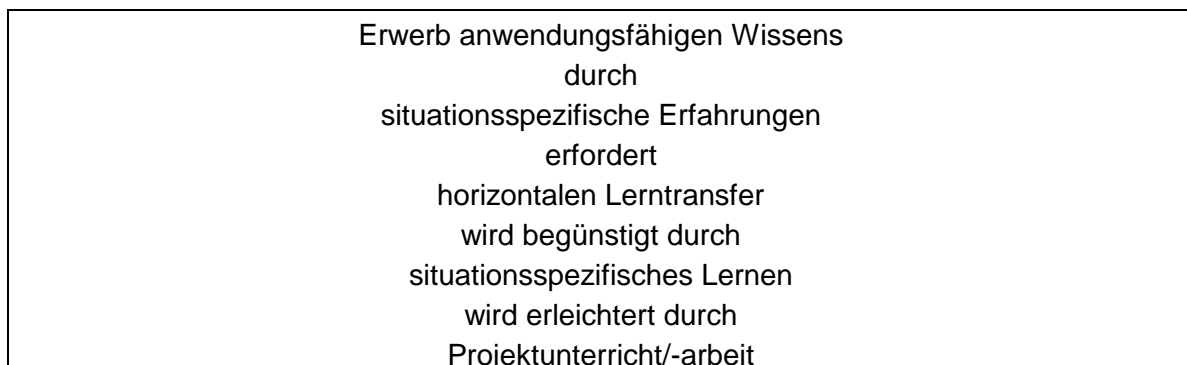 Erwerb anwendungsfähigen Wissens
durch
situationsspezifische Erfahrungen
erfordert
horizontalen Lerntransfer
wird begünstigt durch
situationsspezifisches Lernen
wird erleichtert durch
Projektunterricht/-arbeit